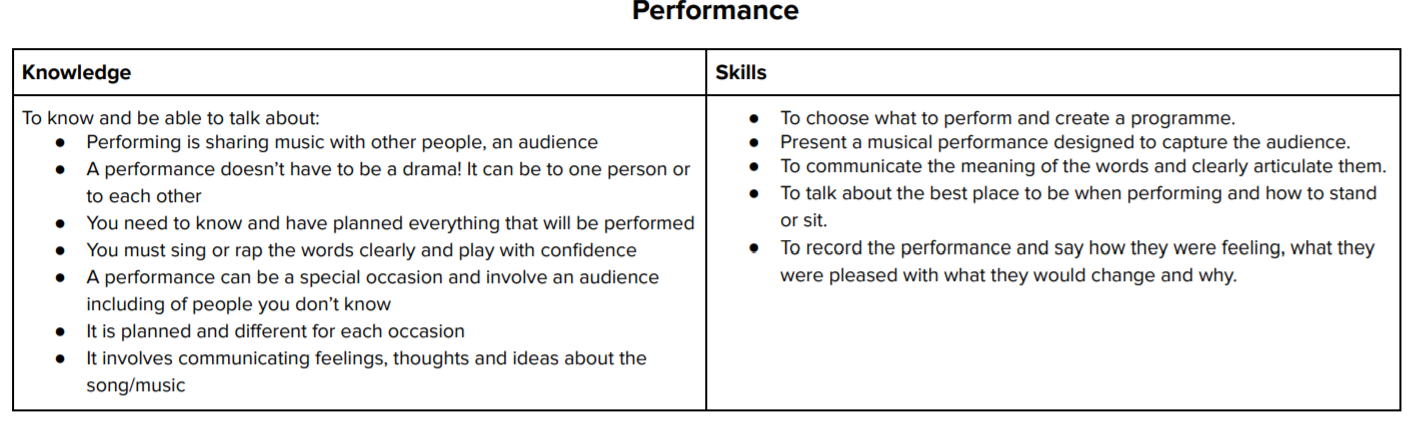 Performance
Knowledge
Skills
To know and be able to talk about:
● Performing is sharing music with other people, an audience
● A performance doesn't have to be a drama! It can be to one person or
to each other
● You need to know and have planned everything that will be performed
● You must sing or rap the words clearly and play with confidence
● A performance can be a special occasion and involve an audience
including of people you don't know
● It is planned and different for each occasion
● It involves communicating feelings, thoughts and ideas about the
song/music
● To choose what to perform and create a programme.
● Present a musical performance designed to capture the audience.
● To communicate the meaning of the words and clearly articulate them.
● To talk about the best place to be when performing and how to stand
or sit.
● To record the performance and say how they were feeling, what they
were pleased with what they would change and why.